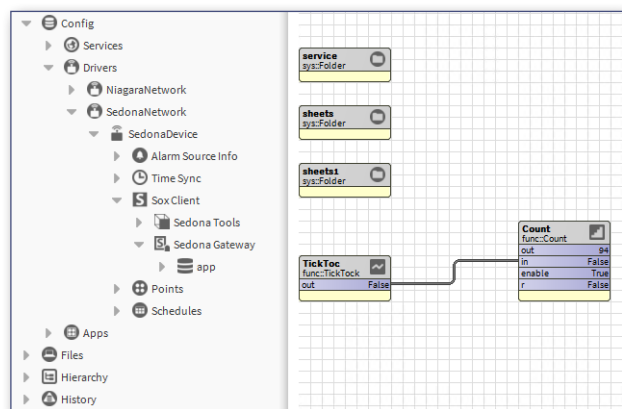 Config
Services
Drivers
NiagaraNetwork
SedonaNetwork
SedonaDevice
Alarm Source Info
Time Sync
Sox Client
Sedona Tools
Sedona Gateway
app
Points
Schedules
Apps
Files
Hierarchy
History
service
sys::Folder
sheets
sys::Folder
sheets1
sys::Folder
TickToc
func::TickTock
out False
Count
func::Count
out 94
in False
enable True
r False